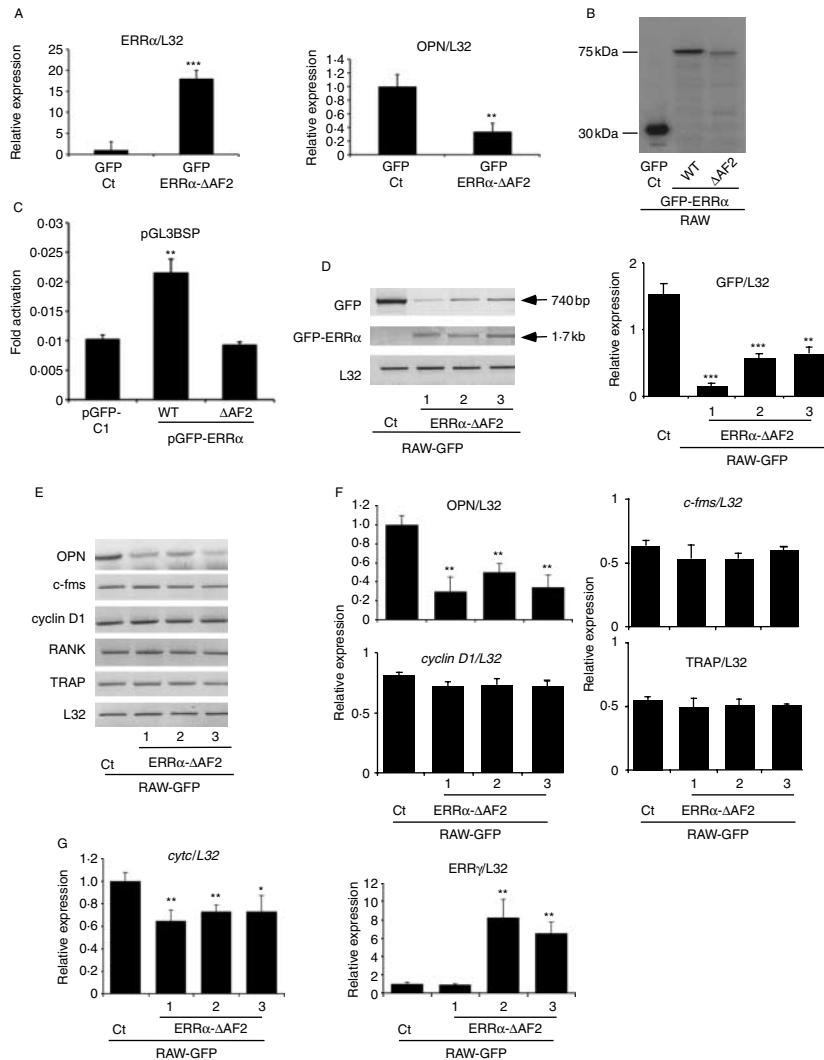 A
ERRα/L32
Relative expression
25
20
15
10
5
0
***
GFP
Ct
GFP
ERRα-ΔAF2
OPN/L32
Relative expression
1·4
1·2
1·0
0·8
0·6
0·4
0·2
0
**
GFP
Ct
GFP
ERRα-ΔAF2
B
75 kDa
30 kDa
GFP
Ct
WT
ΔAF2
GFP-ERRα
RAW
C
pGL3BSP
Fold activation
0·03
0·025
0·02
0·015
0·01
0·005
0
**
pGFP-
C1
WT
ΔAF2
pGFP-ERRα
D
GFP
740 bp
GFP-ERRα
1·7 kb
L32
1 2 3
Ct
ERRα-ΔAF2
RAW-GFP
GFP/L32
Relative expression
2
1·5
1
0·5
0
***
***
**
1 2 3
Ct
ERRα-ΔAF2
RAW-GFP
E
OPN
c-fms
cyclin D1
RANK
TRAP
L32
1 2 3
Ct
ERRα-ΔAF2
RAW-GFP
F
OPN/L32
Relative expression
1·2
1·0
0·8
0·6
0·4
0·2
0
**
**
**
cyclin D1/L32
1
0·5
0
1 2 3
Ct
ERRα-ΔAF2
RAW-GFP
c-fms/L32
Relative expression
1
0·5
0
TRAP/L32
1
0·5
0
1 2 3
Ct
ERRα-ΔAF2
RAW-GFP
G
cytc/L32
Relative expression
1·2
1·0
0·8
0·6
0·4
0·2
0
**
**
*
1 2 3
Ct
ERRα-ΔAF2
RAW-GFP
ERRγ/L32
Relative expression
12
10
8
6
4
2
0
**
**
1 2 3
Ct
ERRα-ΔAF2
RAW-GFP